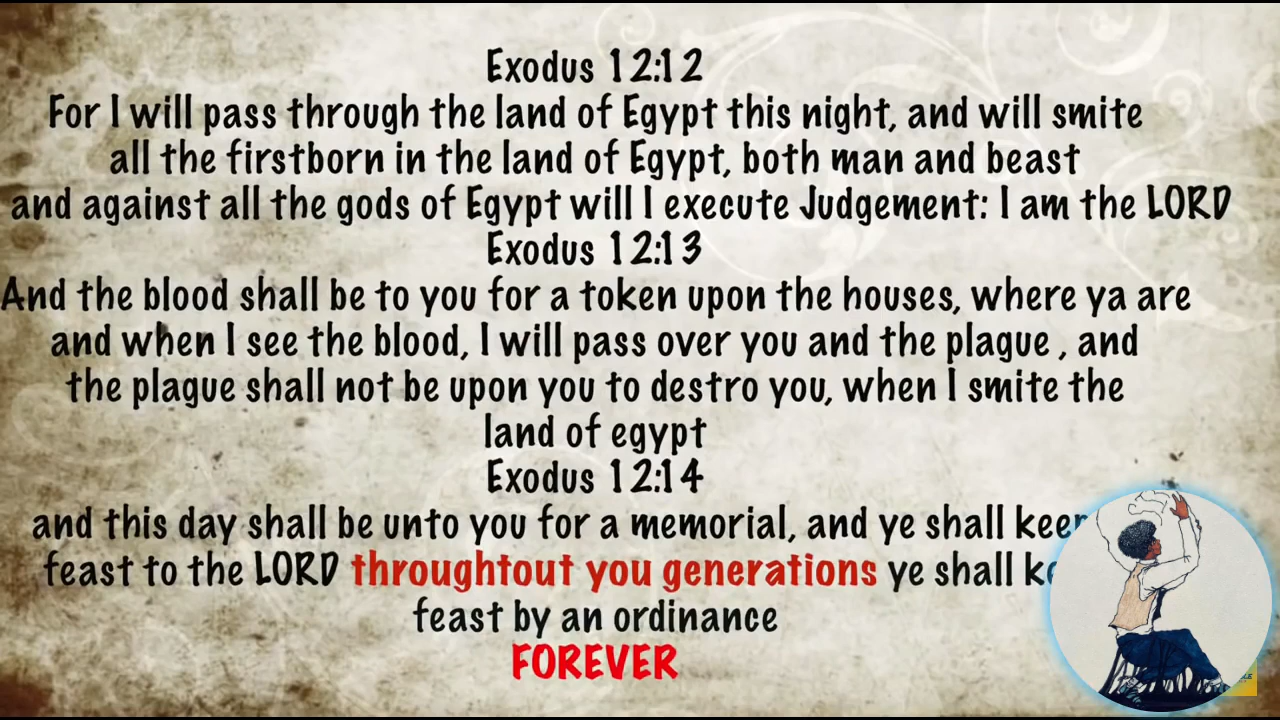 Exodus 12:12
For I will pass through the land of Egypt this night, and will smite
all the firstborn in the land of Egypt, both man and beast
and against all the gods of Egypt will I execute Judgement: I am the LORD
Exodus 12:13
And the blood shall be to you for a token upon the houses, where ya are
and when I see the blood, I will pass over you and the plague , and
the plague shall not be upon you to destro you, when I smite the
land of egypt
Exodus 12:14
and this day shall be unto you for a memorial, and ye shall
feast to the LORD throughtout you generations ye shall
feast by an ordinance
FOREVER